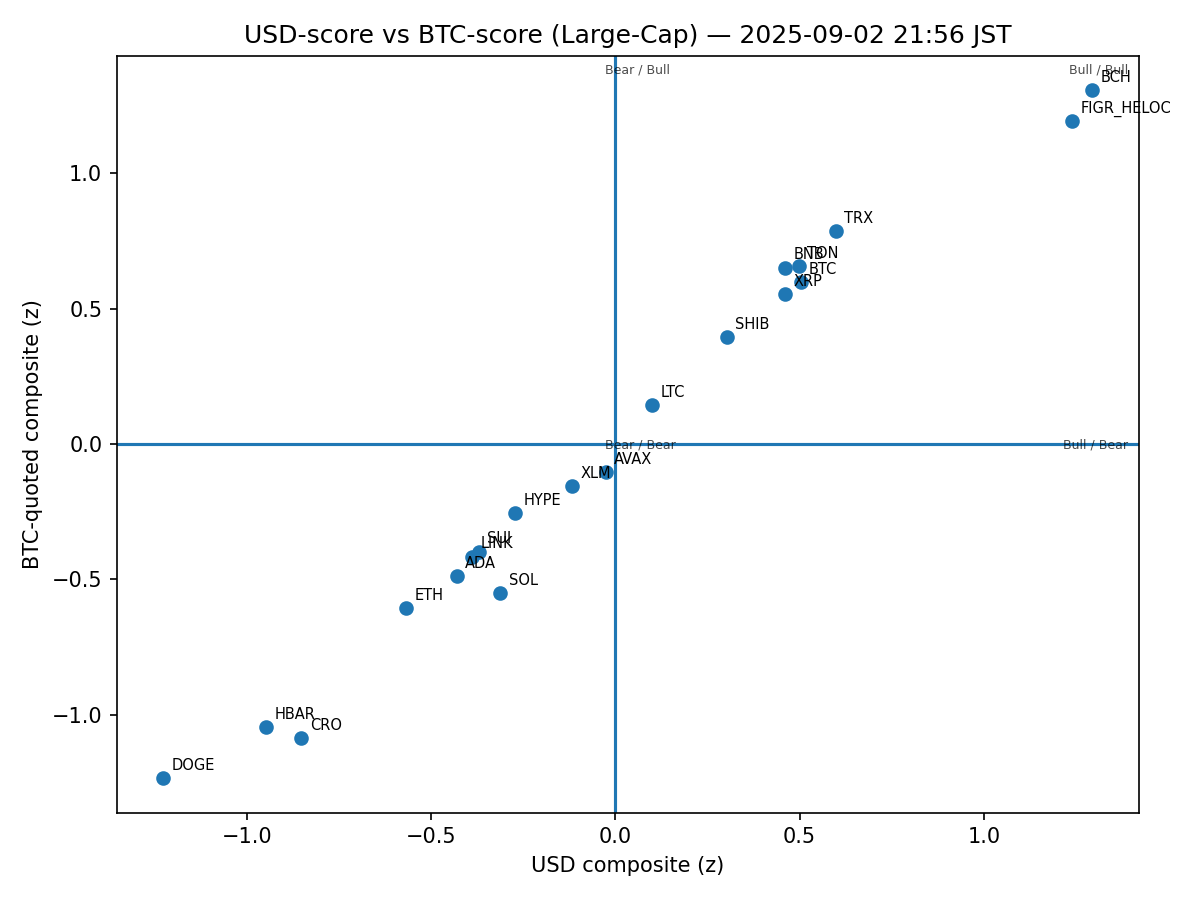 USD-score vs BTC-score (Large-Cap) — 2025-09-02 21:56 JST
Bear / Bull
Bull / Bull
BCH
FIGR_HELOC
TRX
BNB
TON
BTC
XRP
SHIB
LTC
Bear / Bear
Bull / Bear
AVAX
XLM
HYPE
SUI
LINK
ADA
SOL
ETH
HBAR
CRO
DOGE
1.0
0.5
0.0
−0.5
−1.0
BTC-quoted composite (z)
−1.0
−0.5
0.0
0.5
1.0
USD composite (z)